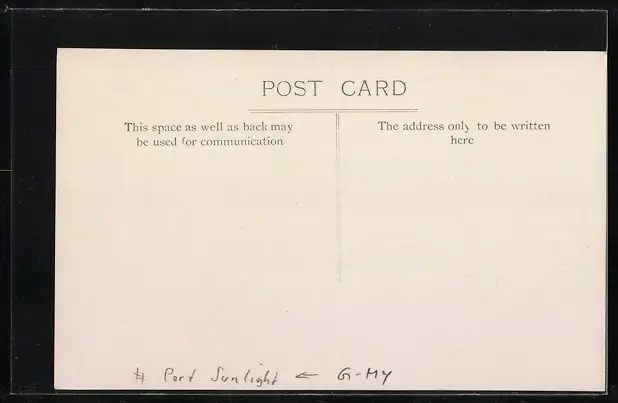 POST CARD
This space as well as back may
be used for communication
The address only to be written
here
# Port Sunlight ← G-MY